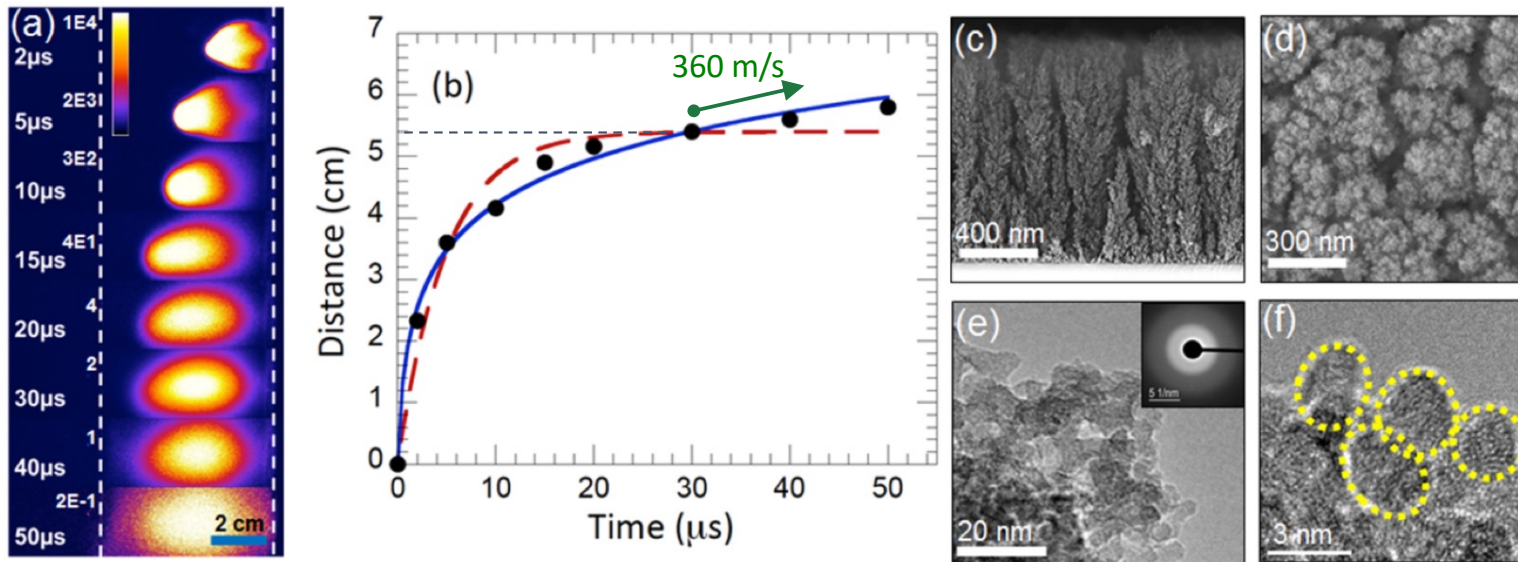 (a)
1E4
2µs
2E3
5µs
3E2
10µs
4E1
15µs
4
20µs
2
30µs
1
40µs
2E-1
50µs
2 cm
(b)
360 m/s
7
6
5
4
3
2
1
0
Distance (cm)
0 10 20 30 40 50
Time (µs)
(c)
400 nm
(d)
300 nm
(e)
5 1/nm
20 nm
(f)
3 nm